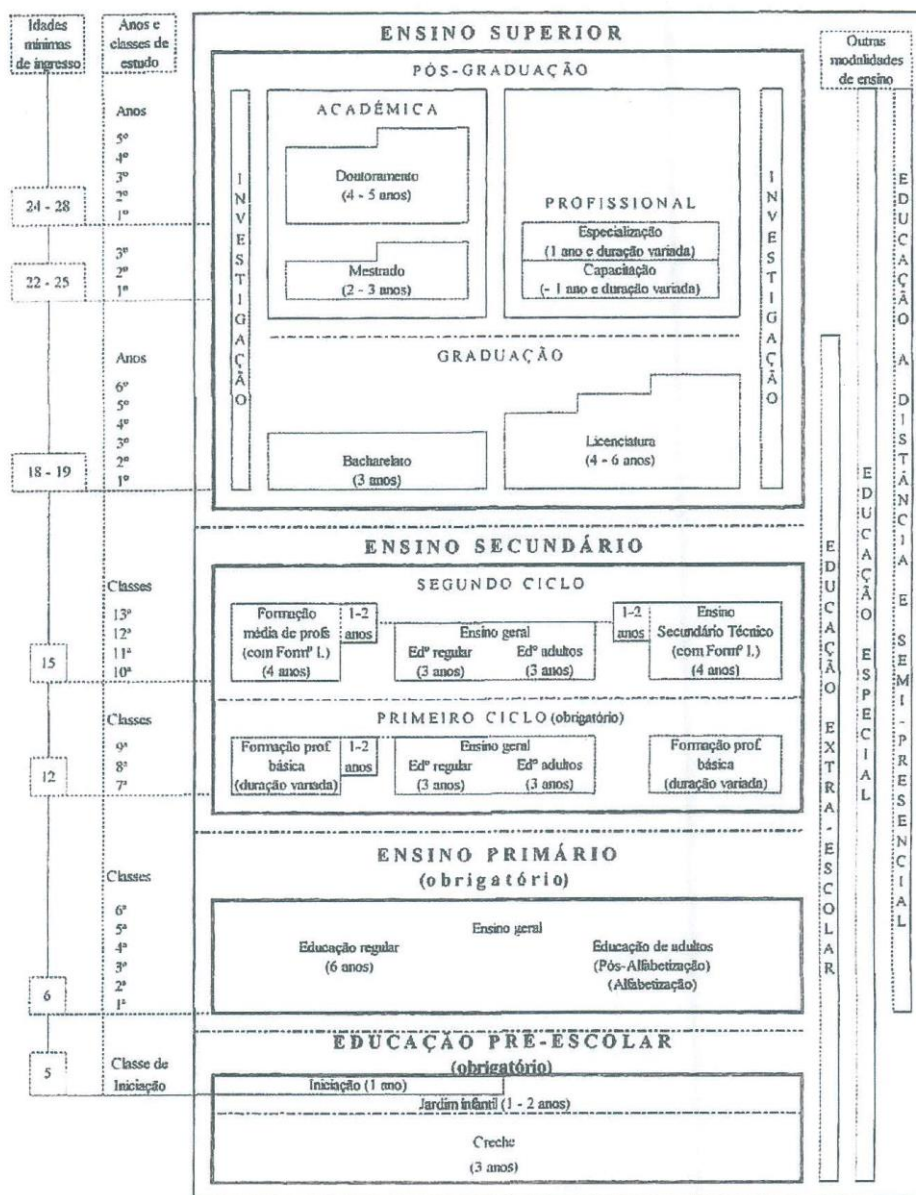 Idades
mínimas
de ingresso
Anos e
classes de
estudo
ENSINO SUPERIOR
Outras
modalidades
de ensino
PÓS-GRADUAÇÃO
ACADÉMICA
Anos
5º
4º
3º
2º
1º
24 - 28
Doutoramento
(4 - 5 anos)
PROFISSIONAL
Especialização
(1 ano e duração variada)
Capacitação
(- 1 ano e duração variada)
3º
2º
1º
22 - 25
Mestrado
(2 - 3 anos)
INVESTIGAÇÃO
INVESTIGAÇÃO
GRADUAÇÃO
Anos
6º
5º
4º
3º
2º
1º
18 - 19
Bacharelato
(3 anos)
Licenciatura
(4 - 6 anos)
ENSINO SECUNDÁRIO
SEGUNDO CICLO
Classes
13ª
12ª
11ª
10ª
15
Formação
média de profs
(com Formº I.)
(4 anos)
1-2
anos
Ensino geral
Edº regular
(3 anos)
Edº adultos
(3 anos)
1-2
anos
Ensino
Secundário Técnico
(com Formº I.)
(4 anos)
PRIMEIRO CICLO (obrigatório)
Classes
9ª
8ª
7ª
12
Formação prof.
básica
(duração variada)
1-2
anos
Ensino geral
Edº regular
(3 anos)
Edº adultos
(3 anos)
Formação prof.
básica
(duração variada)
ENSINO PRIMÁRIO
(obrigatório)
Classes
6ª
5ª
4ª
3ª
2ª
1ª
6
Ensino geral
Educação regular
(6 anos)
Educação de adultos
(Pós-Alfabetização)
(Alfabetização)
EDUCAÇÃO PRÉ-ESCOLAR
(obrigatório)
5
Classe de
Iniciação
Iniciação (1 ano)
Jardim infantil (1 - 2 anos)
Creche
(3 anos)
EDUCAÇÃO EXTRA-ESCOLAR
EDUCAÇÃO ESPECIAL
EDUCAÇÃO A DISTÂNCIA E SEMI-PRESENCIAL